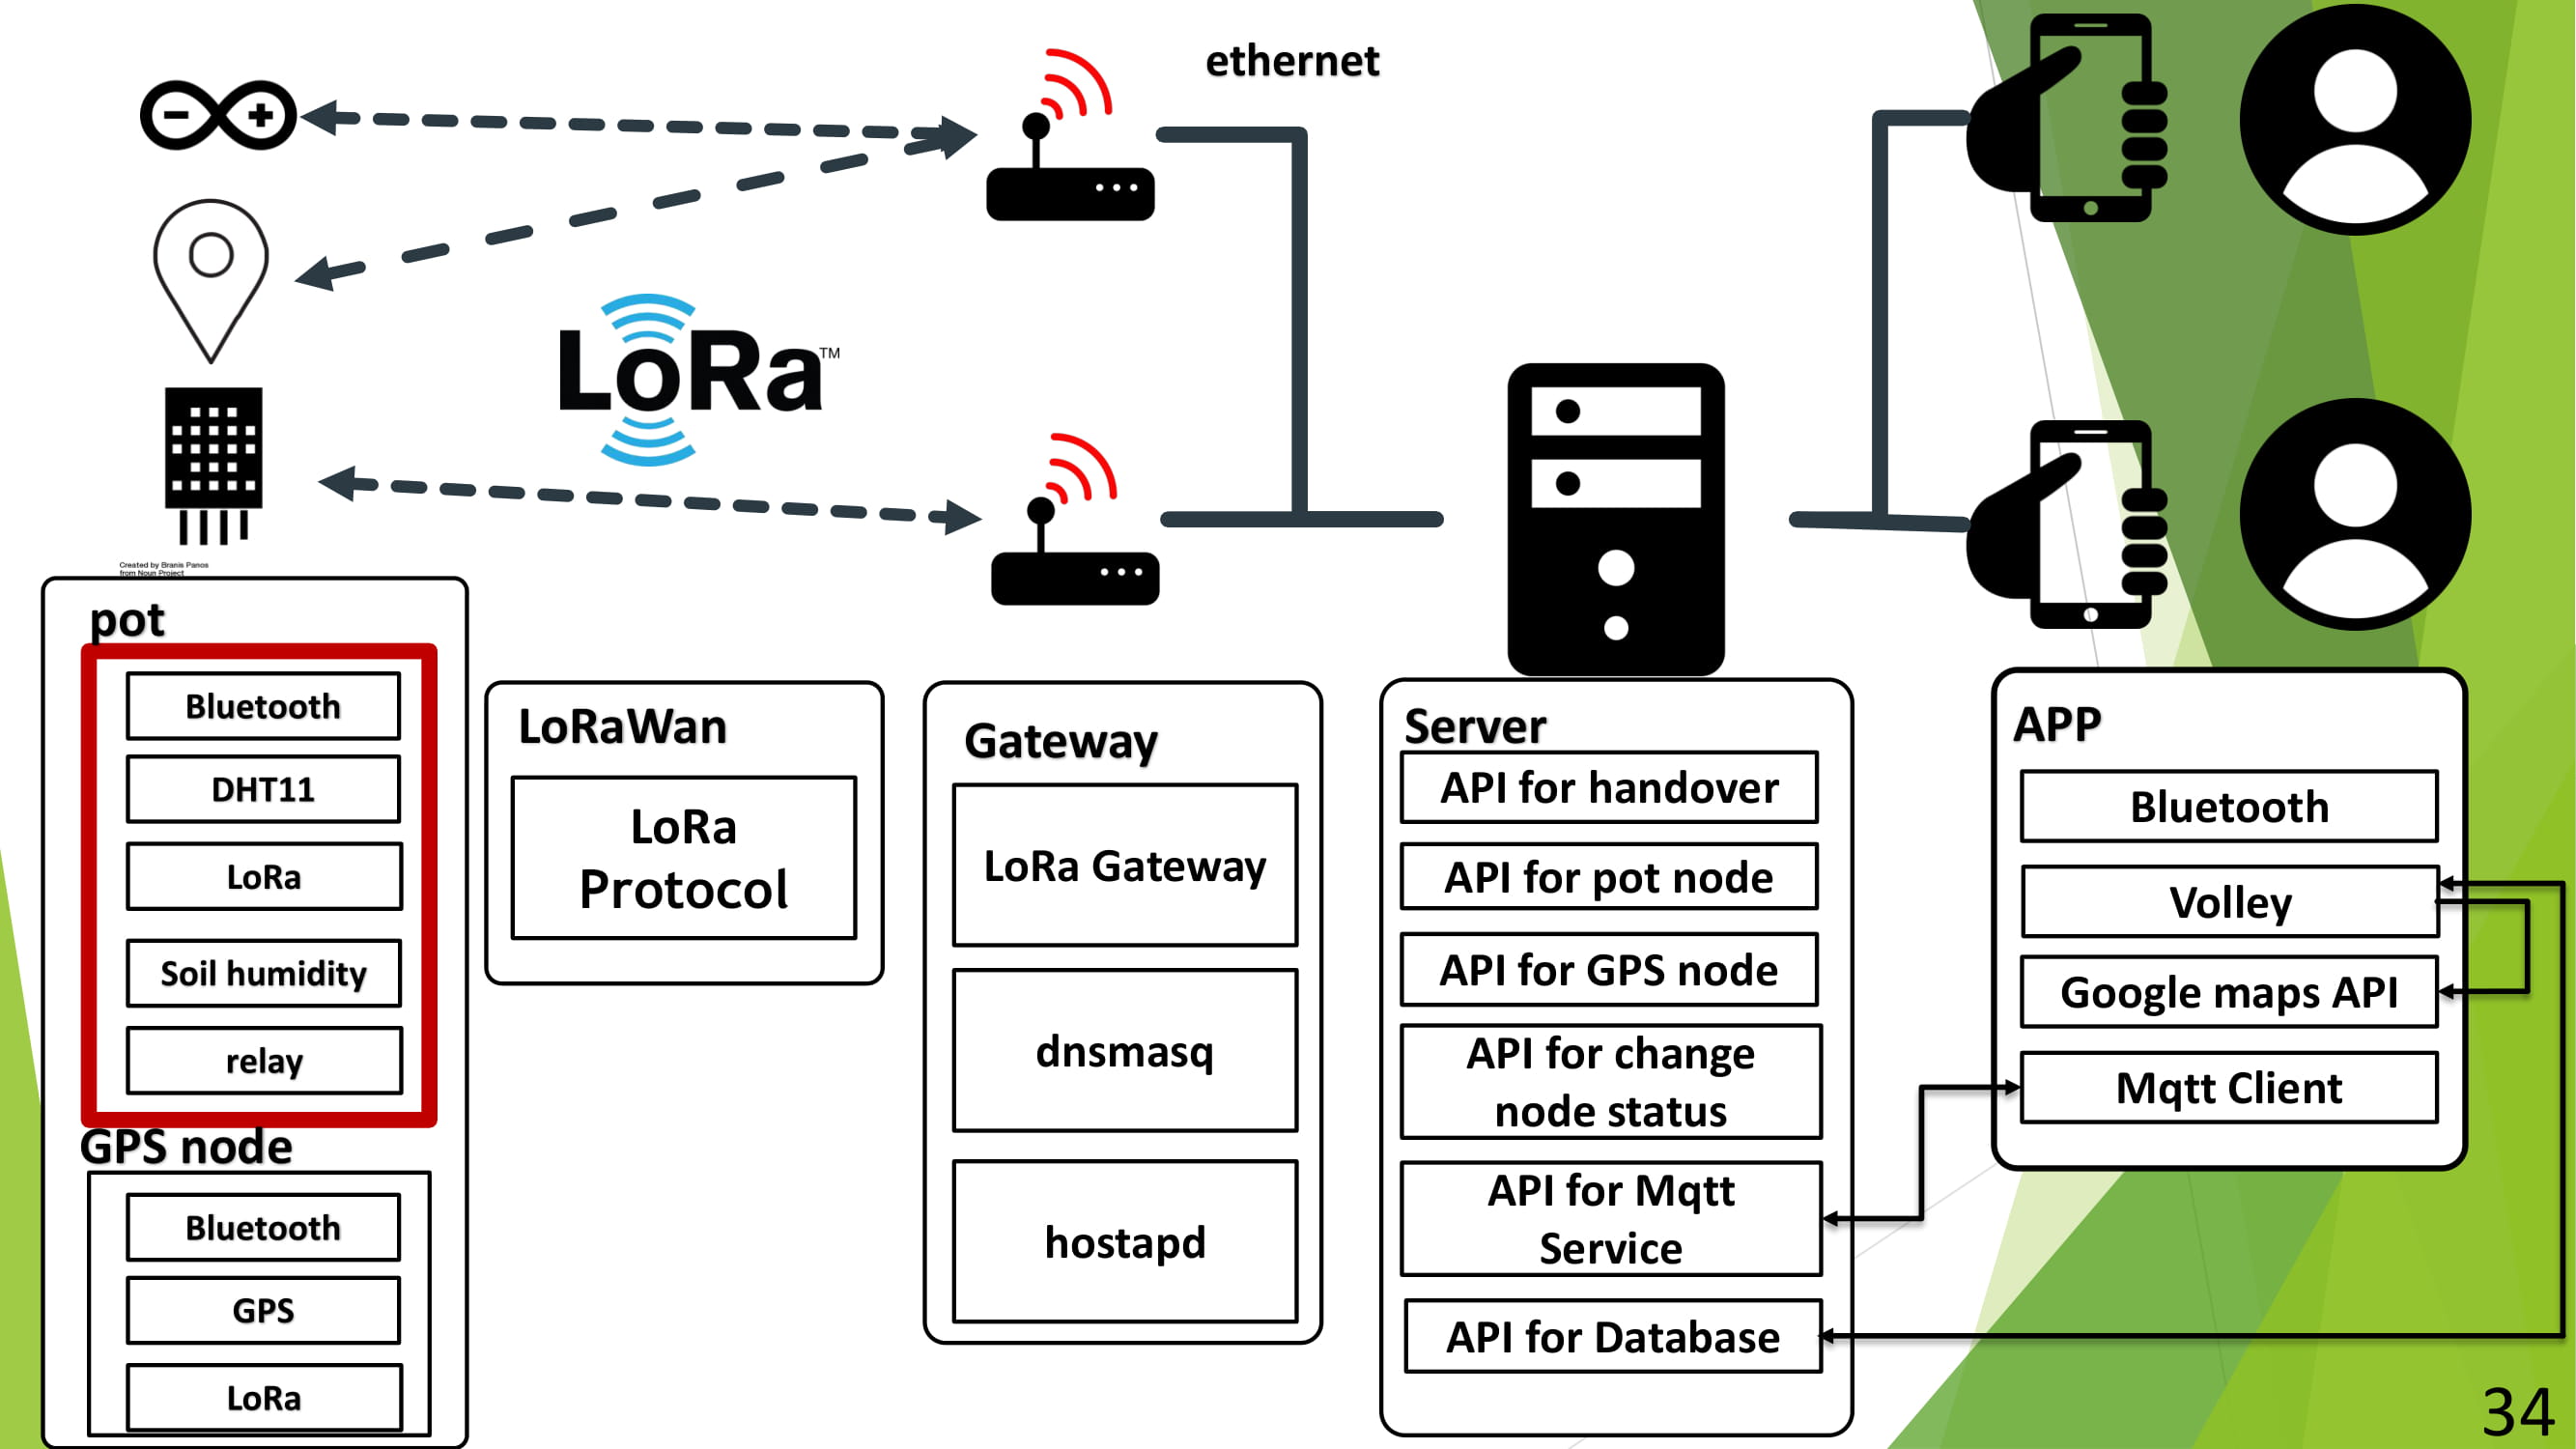 ethernet
LoRa™
Created by Branis Panos
from Noun Project
pot
Bluetooth
DHT11
LoRa
Soil humidity
relay
GPS node
Bluetooth
GPS
LoRa
LoRaWan
LoRa
Protocol
Gateway
LoRa Gateway
dnsmasq
hostapd
Server
API for handover
API for pot node
API for GPS node
API for change
node status
API for Mqtt
Service
API for Database
APP
Bluetooth
Volley
Google maps API
Mqtt Client
34